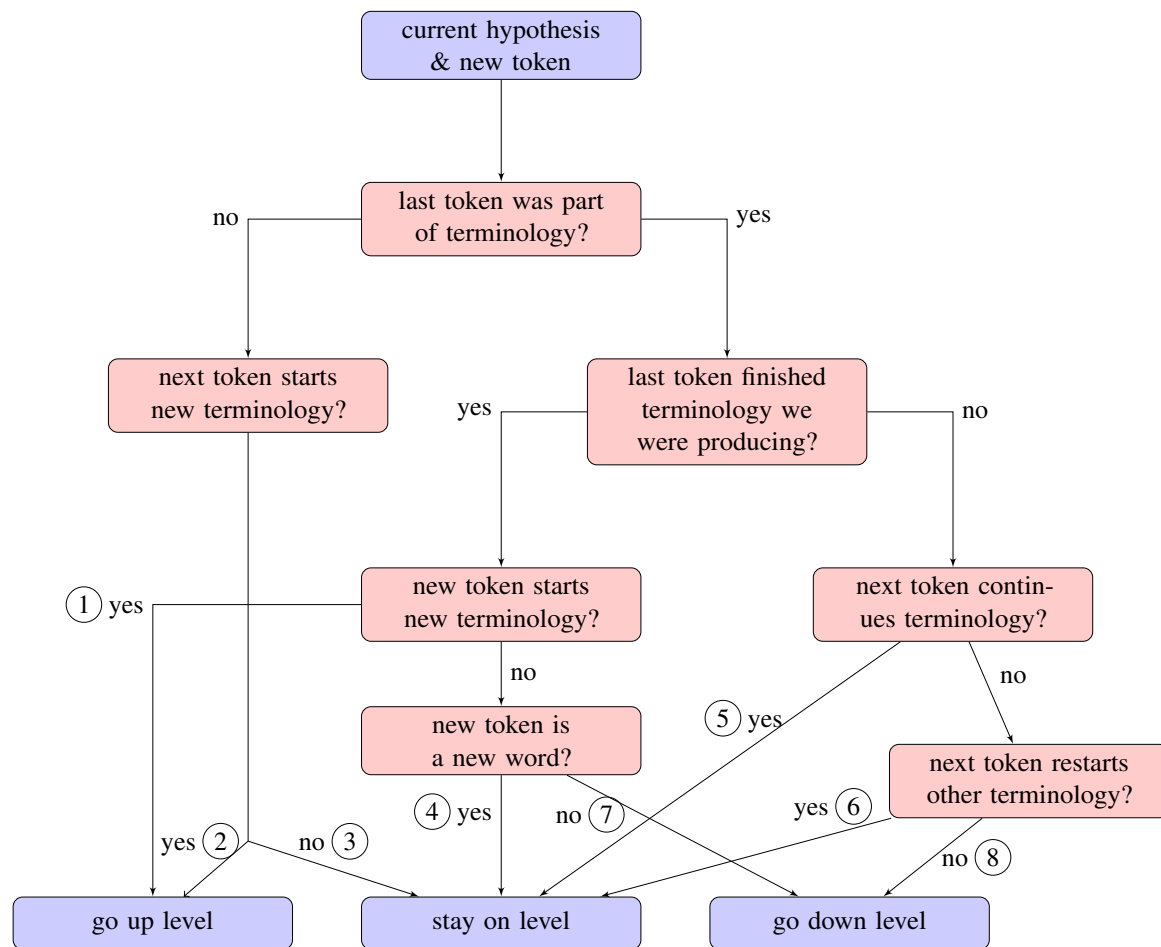 current hypothesis
& new token
last token was part
of terminology?
no
yes
next token starts
new terminology?
last token finished
terminology we
were producing?
yes
no
new token starts
new terminology?
next token contin-
ues terminology?
1 yes
no
no
new token is
a new word?
5 yes
next token restarts
other terminology?
4 yes
no 7
yes 6
yes 2
no 3
no 8
go up level
stay on level
go down level